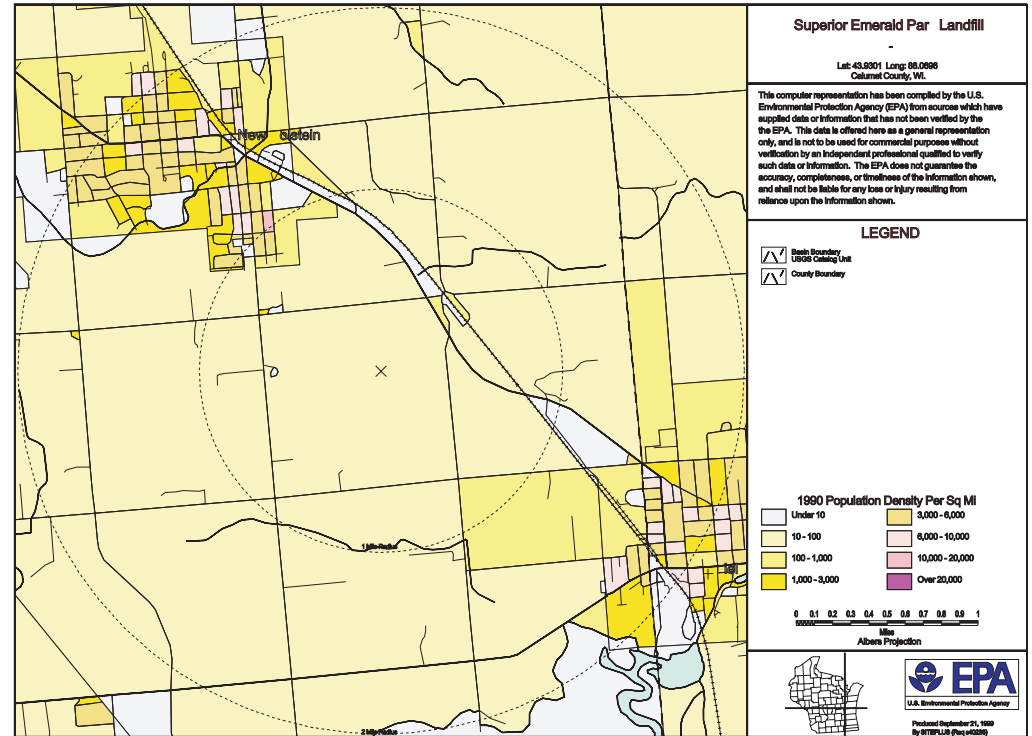 Superior Emerald Par Landfill
-
Lat: 43.9301 Long: 88.0696
Calumet County, WI.
This computer representation has been compiled by the U.S.
Environmental Protection Agency (EPA) from sources which have
supplied data or information that has not been verified by the
the EPA. This data is offered here as a general representation
only, and is not to be used for commercial purposes without
verification by an independent professional qualified to verify
such data or information. The EPA does not guarantee the
accuracy, completeness, or timeliness of the information shown,
and shall not be liable for any loss or injury resulting from
reliance upon the information shown.
LEGEND
Basin Boundary
USGS Catalog Unit
County Boundary
New olstein
1 Mile Radius
2 Mile Radius
iel
1990 Population Density Per Sq Mi
Under 10
10 - 100
100 - 1,000
1,000 - 3,000
3,000 - 6,000
6,000 - 10,000
10,000 - 20,000
Over 20,000
0 0.1 0.2 0.3 0.4 0.5 0.6 0.7 0.8 0.9 1
Miles
Albers Projection
EPA
U.S. Environmental Protection Agency
Produced September 21, 1999
By SITEPLUS (Req s40236)